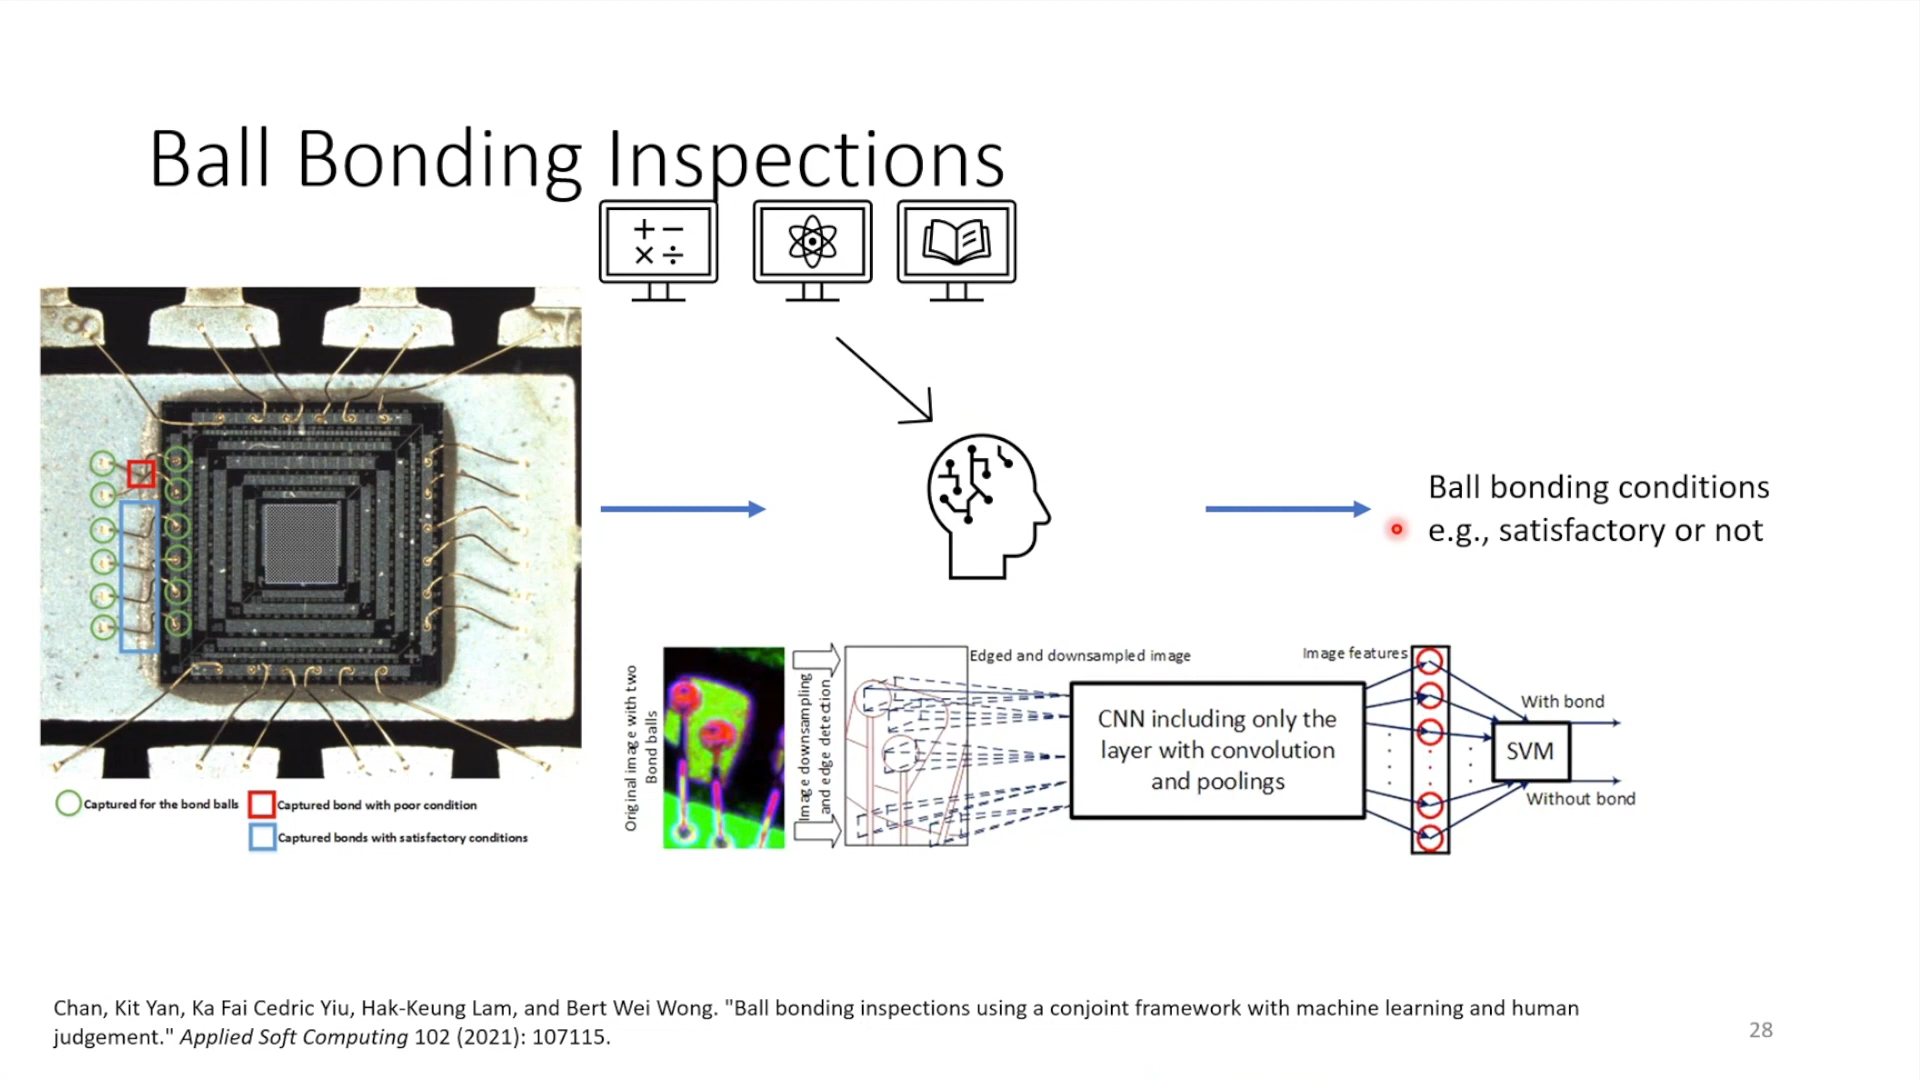 Ball Bonding Inspections
+ −
× ÷
Ball bonding conditions
e.g., satisfactory or not
Captured for the bond balls
Captured bond with poor condition
Captured bonds with satisfactory conditions
Original image with two
Bond balls
Image downsampling
and edge detection
Edged and downsampled image
CNN including only the
layer with convolution
and poolings
Image features
With bond
SVM
Without bond
Chan, Kit Yan, Ka Fai Cedric Yiu, Hak-Keung Lam, and Bert Wei Wong. "Ball bonding inspections using a conjoint framework with machine learning and human
judgement." Applied Soft Computing 102 (2021): 107115.
28